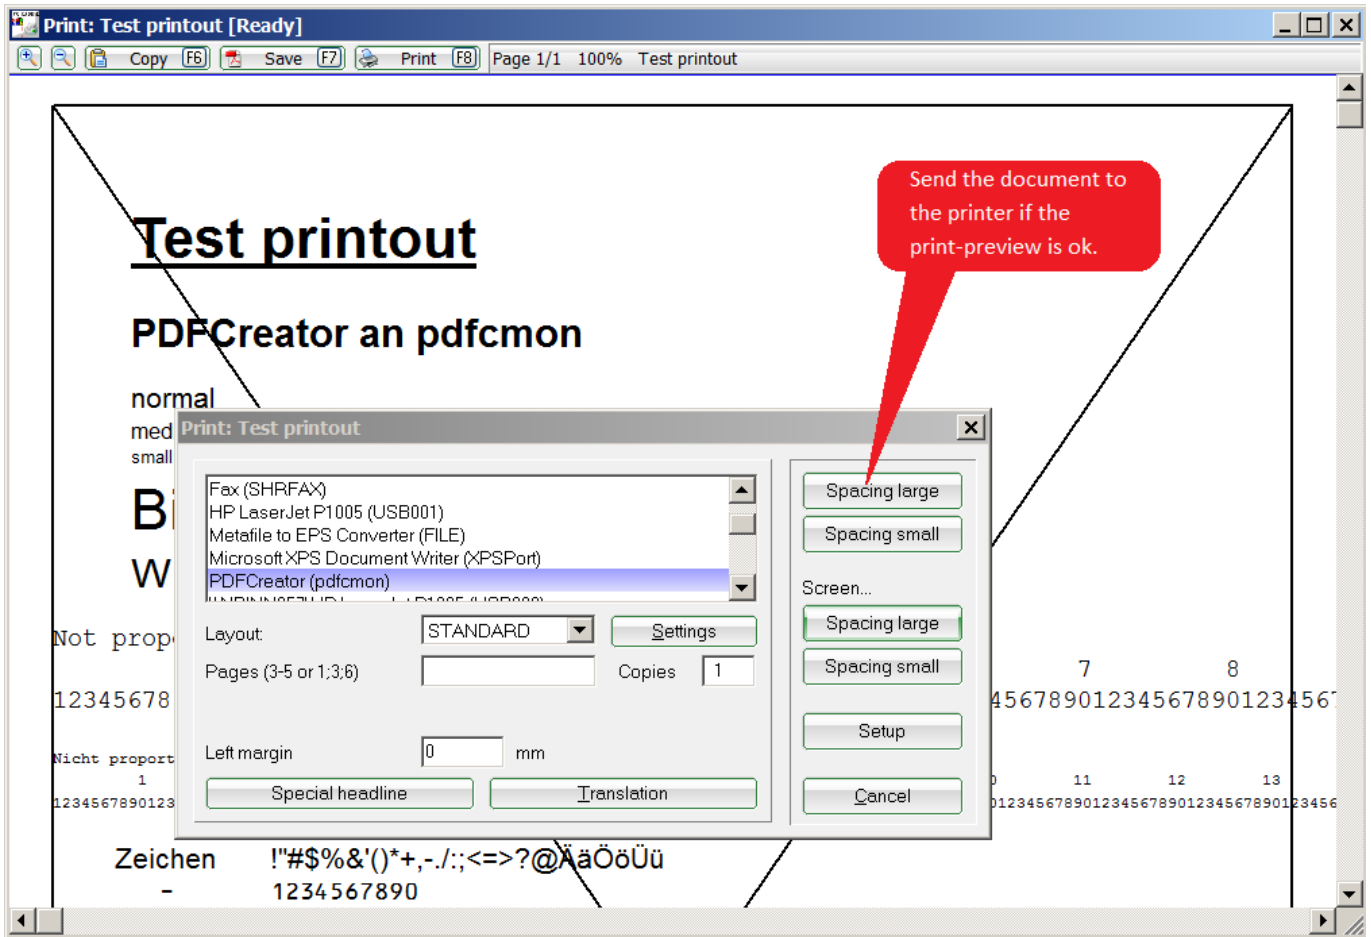 Print: Test printout [Ready]
Copy F6 Save F7 Print F8 Page 1/1 100% Test printout
Send the document to
the printer if the
print-preview is ok.
Test printout
PDFCreator an pdfcmon
normal
med
small
Bi
W
Print: Test printout
Fax (SHRFAX)
HP LaserJet P1005 (USB001)
Metafile to EPS Converter (FILE)
Microsoft XPS Document Writer (XPSPort)
PDFCreator (pdfcmon)
Layout: STANDARD Settings
Pages (3-5 or 1;3;6) Copies 1
Left margin 0 mm
Special headline Translation
Spacing large
Spacing small
Screen...
Spacing large
Spacing small
Setup
Cancel
Not prop
7 8
12345678 456789012345678901234567
Nicht proport
1 0 11 12 13
1234567890123 0123456789012345678901234567890123456
Zeichen !"#$%&'()*+,-./:;<=>?@ÄäÖöÜü
- 1234567890